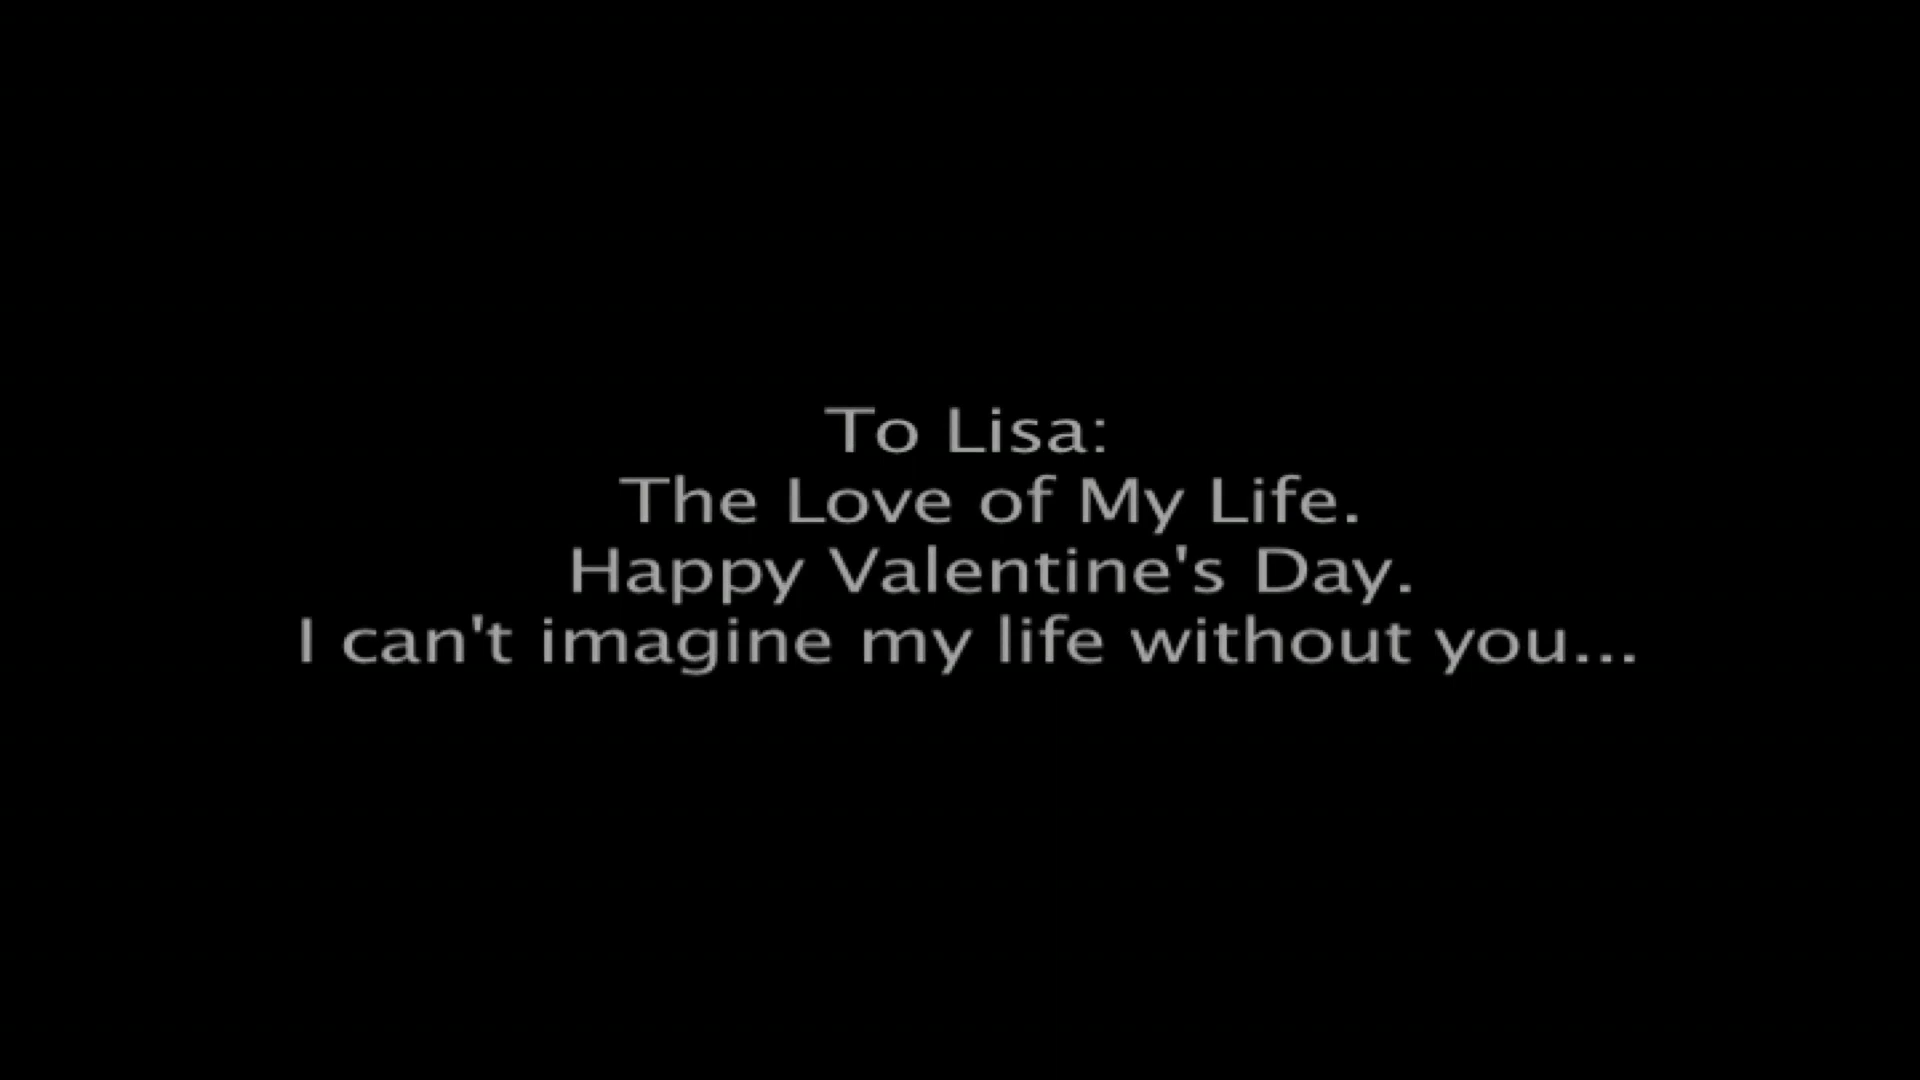 To Lisa:
The Love of My Life.
Happy Valentine's Day.
I can't imagine my life without you...